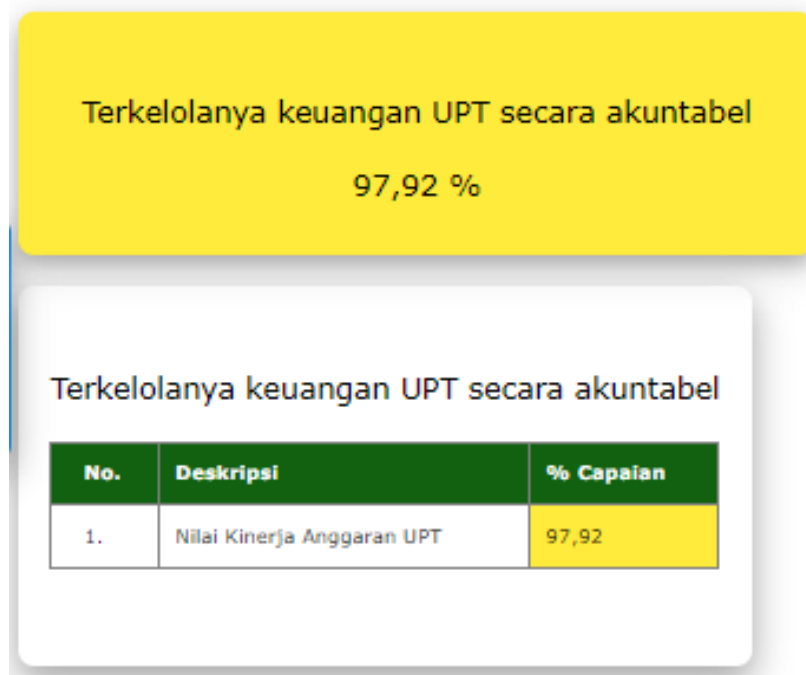 Terkelolanya keuangan UPT secara akuntabel
97,92 %
Terkelolanya keuangan UPT secara akuntabel
No. Deskripsi % Capaian
1. Nilai Kinerja Anggaran UPT 97,92